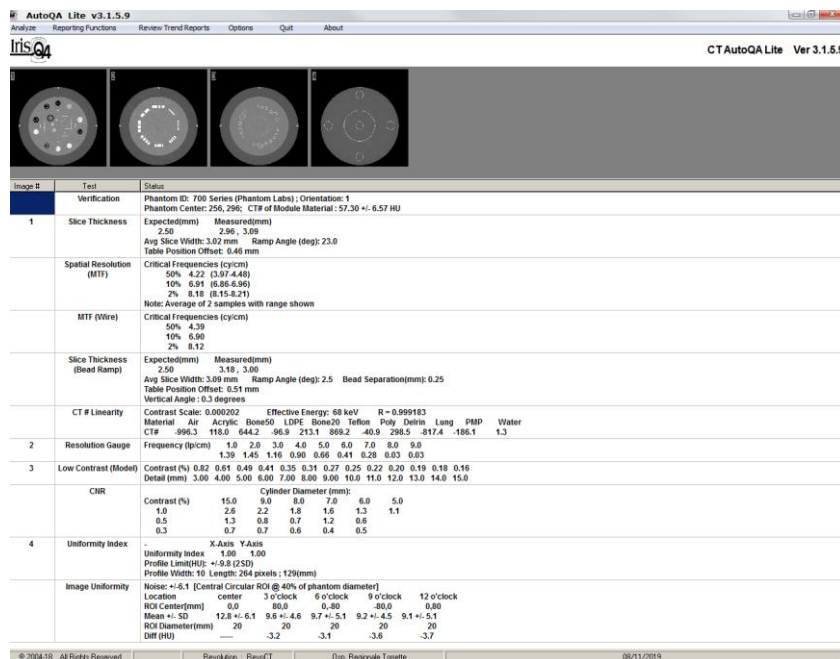 AutoQA Lite v3.1.5.9
Analyze Reporting Functions Review Trend Reports Options Quit About
Iris QA
CT AutoQA Lite Ver 3.1.5.9
Image # Test Status
Verification Phantom ID: 700 Series (Phantom Labs) ; Orientation: 1
Phantom Center: 256, 296; CT# of Module Material : 57.30 +/- 6.57 HU
1 Slice Thickness Expected(mm) Measured(mm)
2.50 2.96 , 3.09
Avg Slice Width: 3.02 mm Ramp Angle (deg): 23.0
Table Position Offset: 0.46 mm
Spatial Resolution Critical Frequencies (cy/cm)
(MTF) 50% 4.22 (3.97-4.48)
10% 6.91 (6.86-6.96)
2% 8.18 (8.15-8.21)
Note: Average of 2 samples with range shown
MTF (Wire) Critical Frequencies (cy/cm)
50% 4.39
10% 6.90
2% 8.12
Slice Thickness Expected(mm) Measured(mm)
(Bead Ramp) 2.50 3.18 , 3.00
Avg Slice Width: 3.09 mm Ramp Angle (deg): 2.5 Bead Separation(mm): 0.25
Table Position Offset: 0.51 mm
Vertical Angle : 0.3 degrees
CT # Linearity Contrast Scale: 0.000202 Effective Energy: 68 keV R = 0.999183
Material Air Acrylic Bone50 LDPE Bone20 Teflon Poly Delrin Lung PMP Water
CT# -996.3 118.0 644.2 -96.9 213.1 869.2 -40.9 298.5 -817.4 -186.1 1.3
2 Resolution Gauge Frequency (lp/cm) 1.0 2.0 3.0 4.0 5.0 6.0 7.0 8.0 9.0
1.39 1.45 1.16 0.90 0.66 0.41 0.28 0.03 0.03
3 Low Contrast (Model) Contrast (%) 0.82 0.61 0.49 0.41 0.35 0.31 0.27 0.25 0.22 0.20 0.19 0.18 0.16
Detail (mm) 3.00 4.00 5.00 6.00 7.00 8.00 9.00 10.0 11.0 12.0 13.0 14.0 15.0
CNR Cylinder Diameter (mm):
Contrast (%) 15.0 9.0 8.0 7.0 6.0 5.0
1.0 2.6 2.2 1.8 1.6 1.3 1.1
0.5 1.3 0.8 0.7 1.2 0.6
0.3 0.7 0.7 0.6 0.4 0.5
4 Uniformity Index - X-Axis Y-Axis
Uniformity Index 1.00 1.00
Profile Limit(HU): +/-9.8 (2SD)
Profile Width: 10 Length: 264 pixels ; 129(mm)
Image Uniformity Noise: +/-6.1 [Central Circular ROI @ 40% of phantom diameter]
Location center 3 o'clock 6 o'clock 9 o'clock 12 o'clock
ROI Center[mm] 0,0 80,0 0,-80 -80,0 0,80
Mean +/- SD 12.8 +/- 6.1 9.6 +/- 4.6 9.7 +/- 5.1 9.2 +/- 4.5 9.1 +/- 5.1
ROI Diameter(mm) 20 20 20 20 20
Diff (HU) ---- -3.2 -3.1 -3.6 -3.7
© 2004-18 All Rights Reserved Revolution : RevoCT Osp. Regionale Torrette 08/11/2019